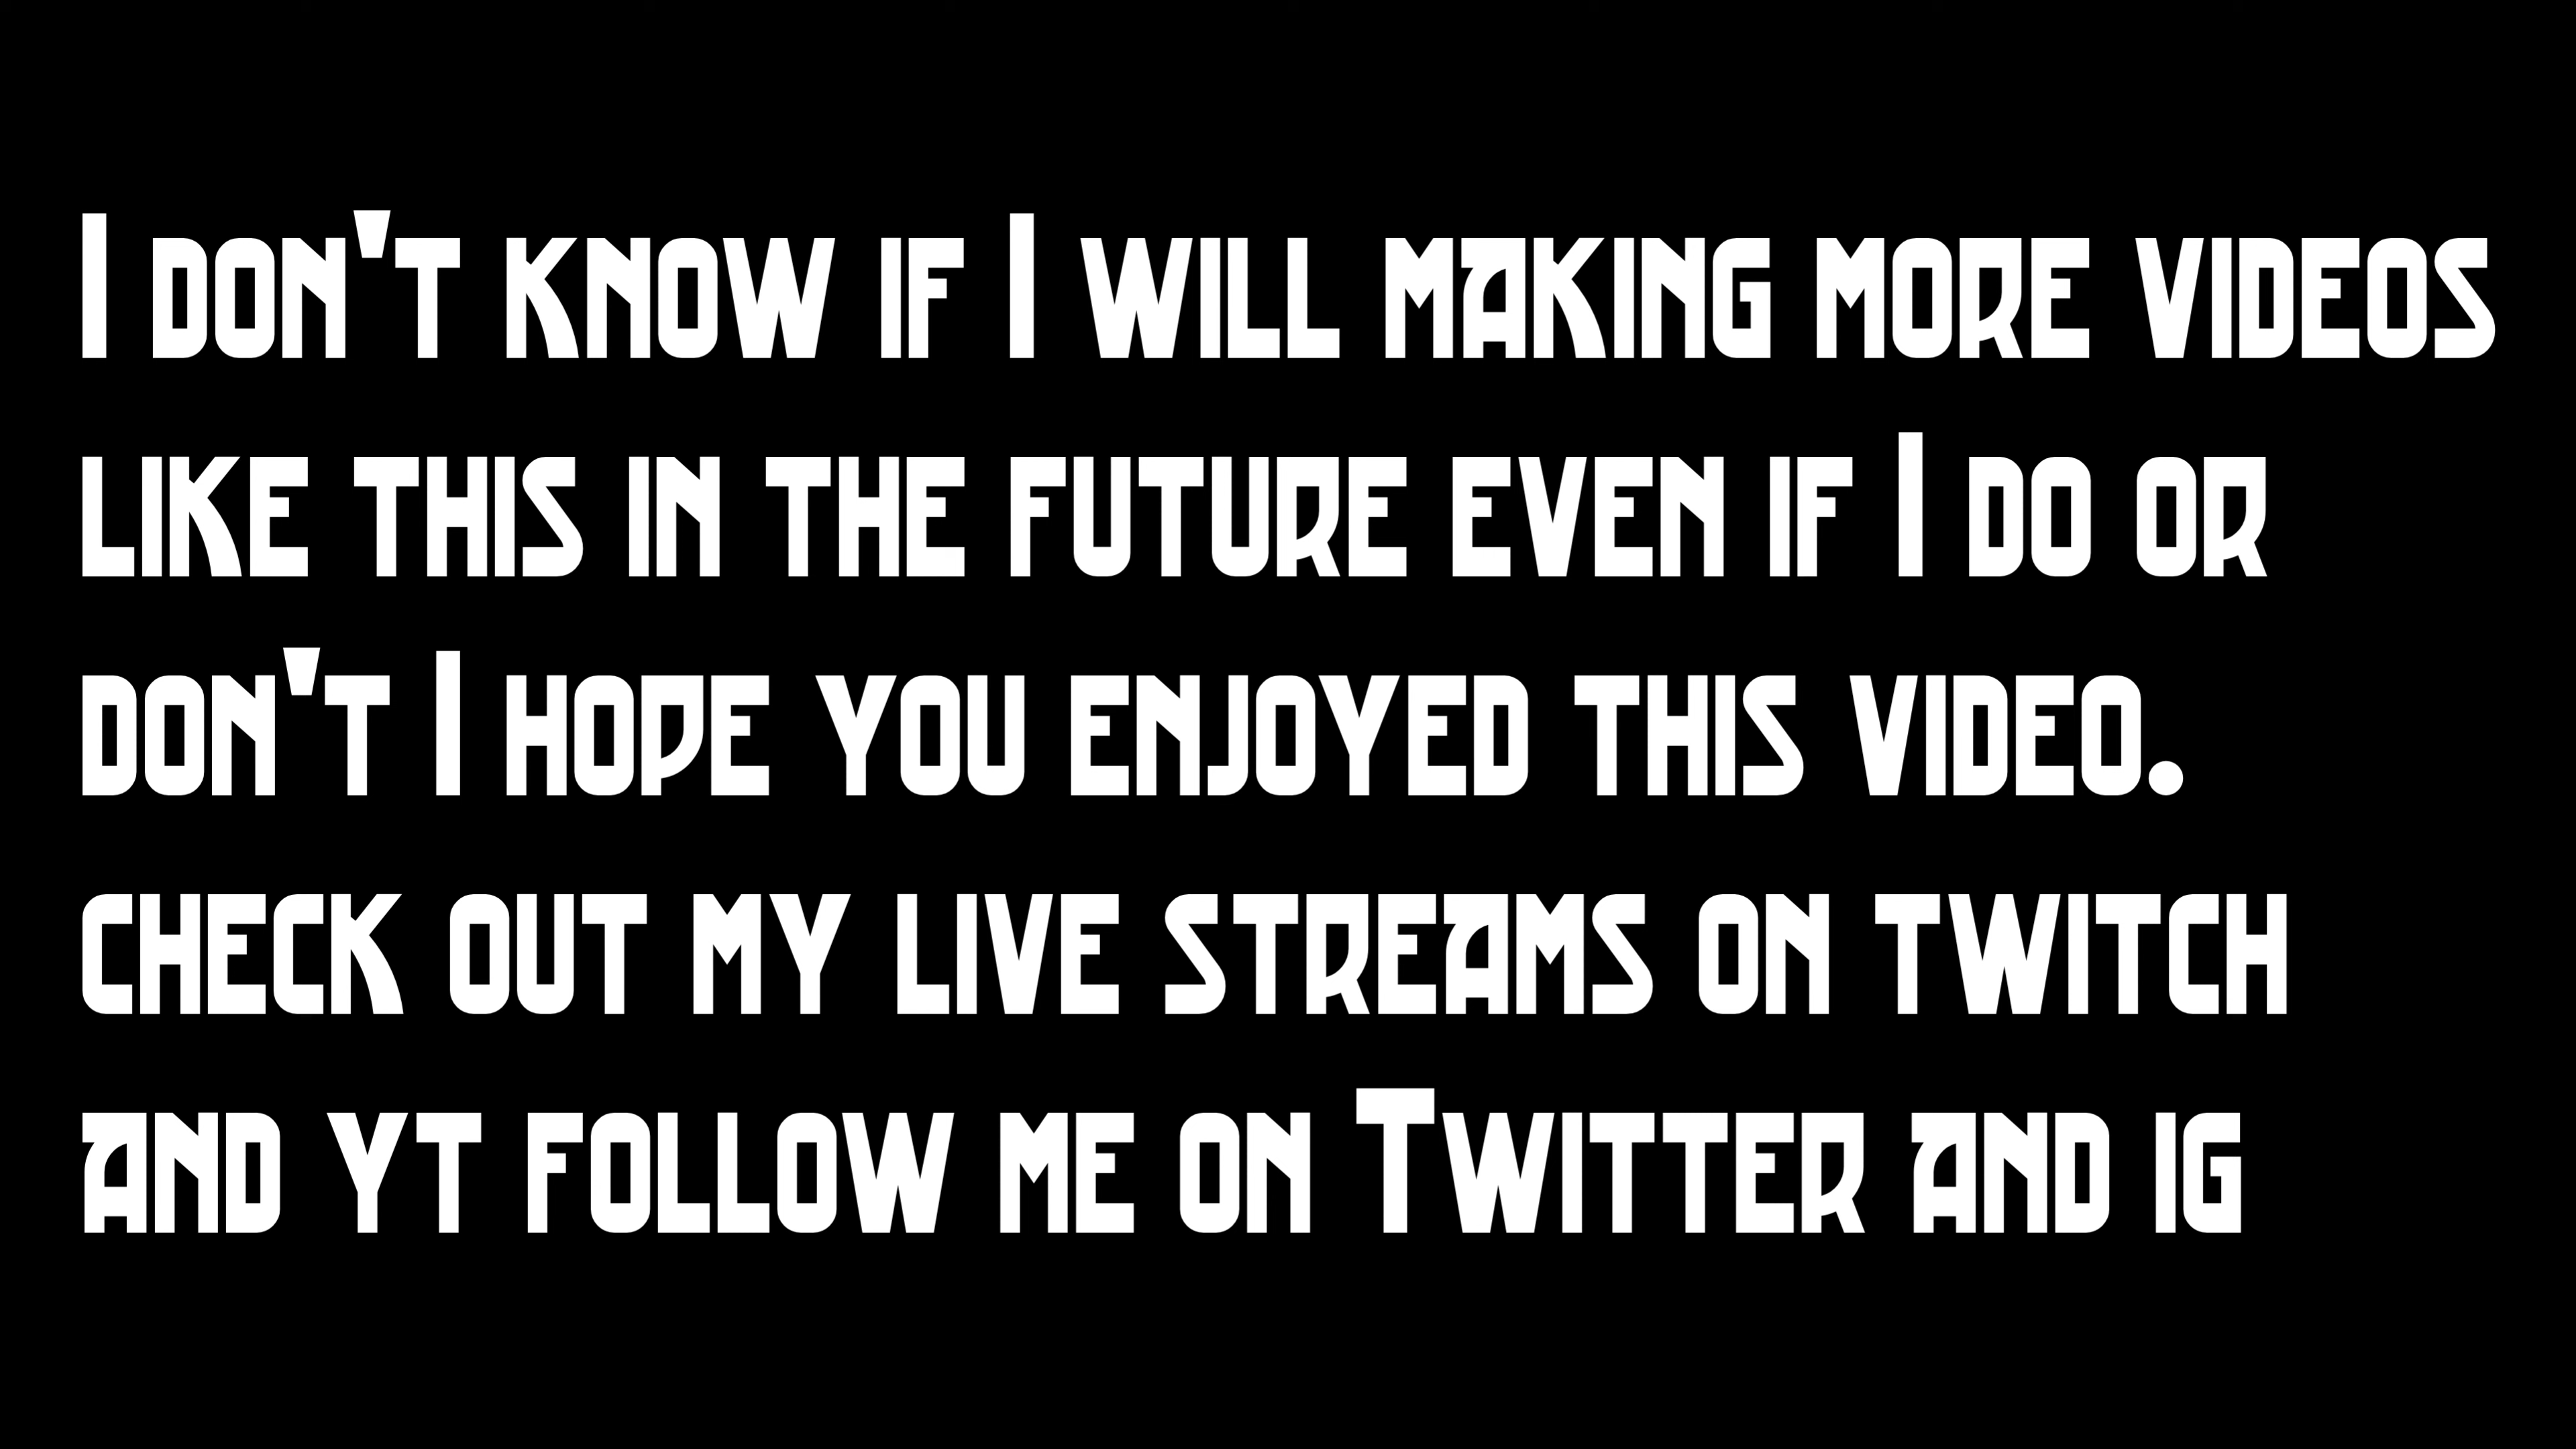 I don't know if I will making more videos
like this in the future even if I do or
don't I hope you enjoyed this video.
check out my live streams on twitch
and yt follow me on Twitter and ig